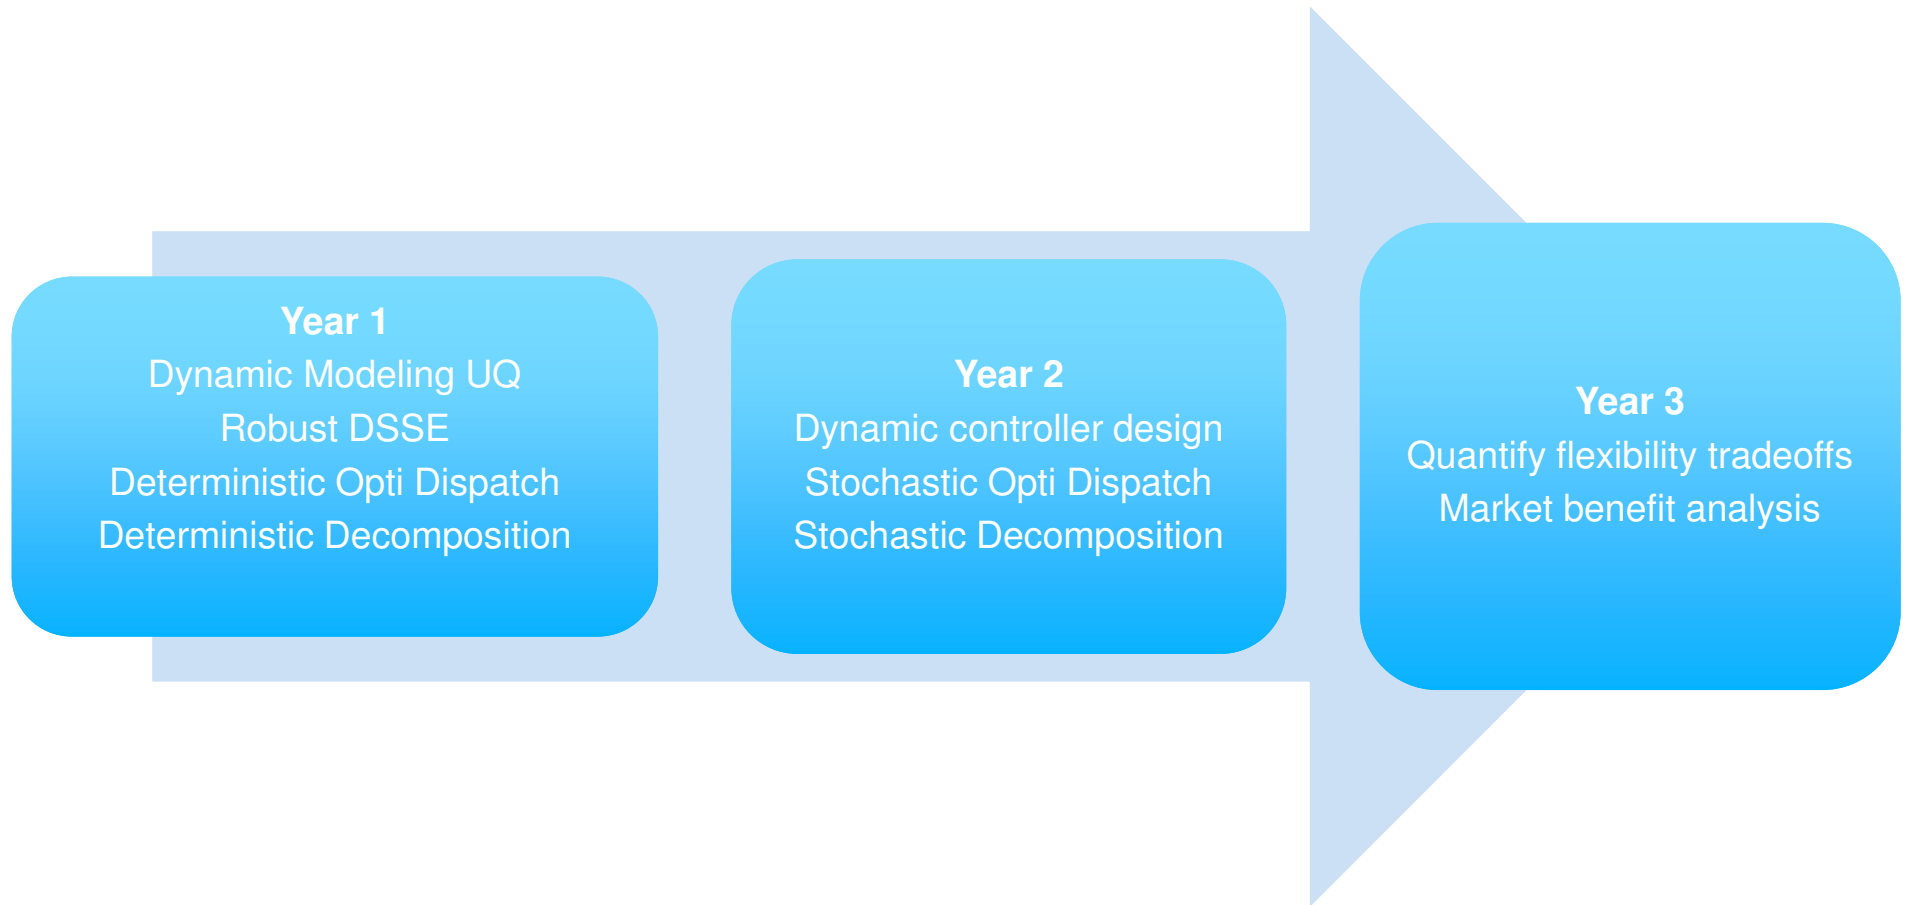 Year 1
Dynamic Modeling UQ
Robust DSSE
Deterministic Opti Dispatch
Deterministic Decomposition
Year 2
Dynamic controller design
Stochastic Opti Dispatch
Stochastic Decomposition
Year 3
Quantify flexibility tradeoffs
Market benefit analysis